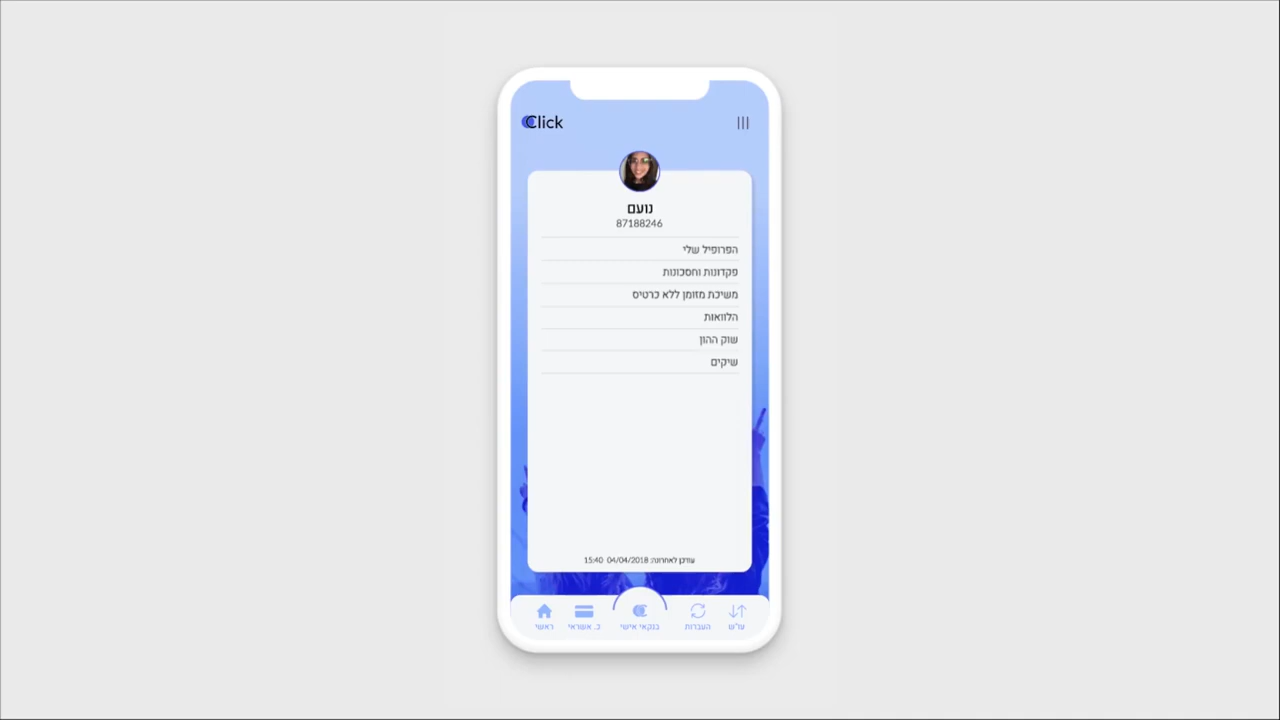 Click
נועם
87188246
הפרופיל שלי
פקדונות וחסכונות
משיכת מזומן ללא כרטיס
הלוואות
שוק ההון
שיקים
עודכן לאחרונה: 04/04/2018 15:40
עו"ש
העברות
בנקאי אישי
כ. אשראי
ראשי